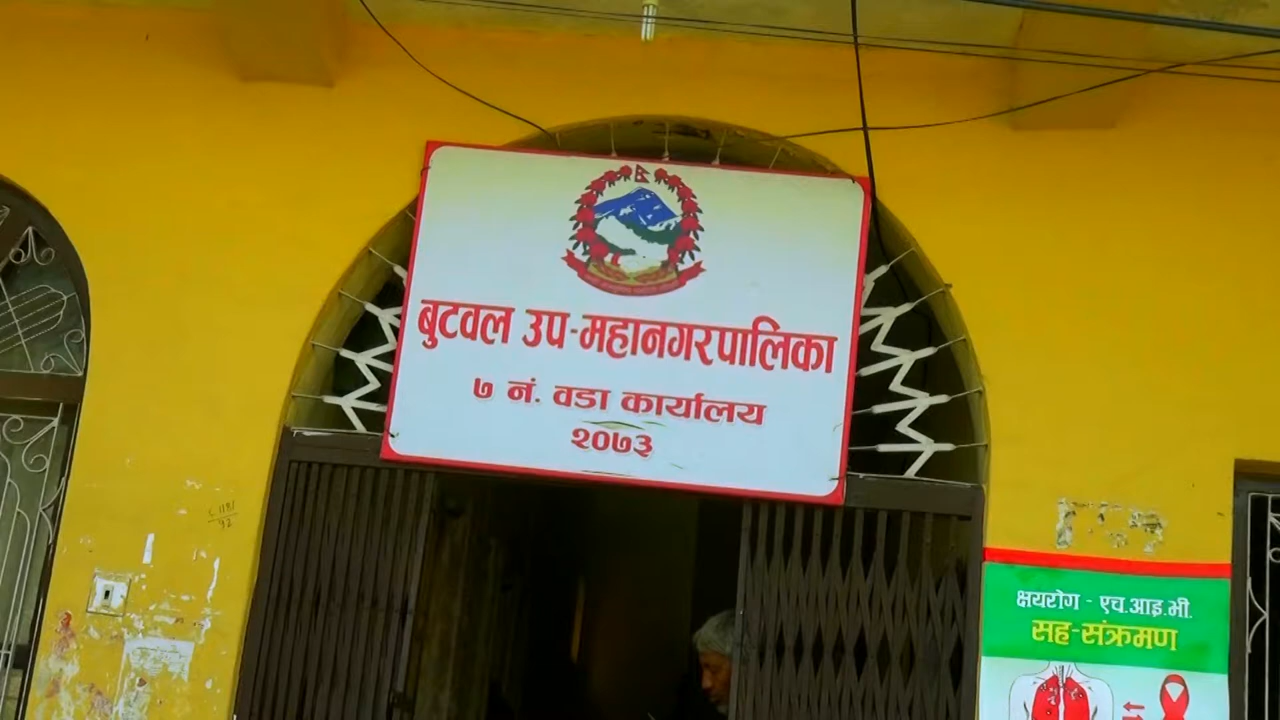 बुटवल उप-महानगरपालिका
७ नं. वडा कार्यालय
२०७३
क्षयरोग - एच.आइ.भी.
सह-संक्रमण